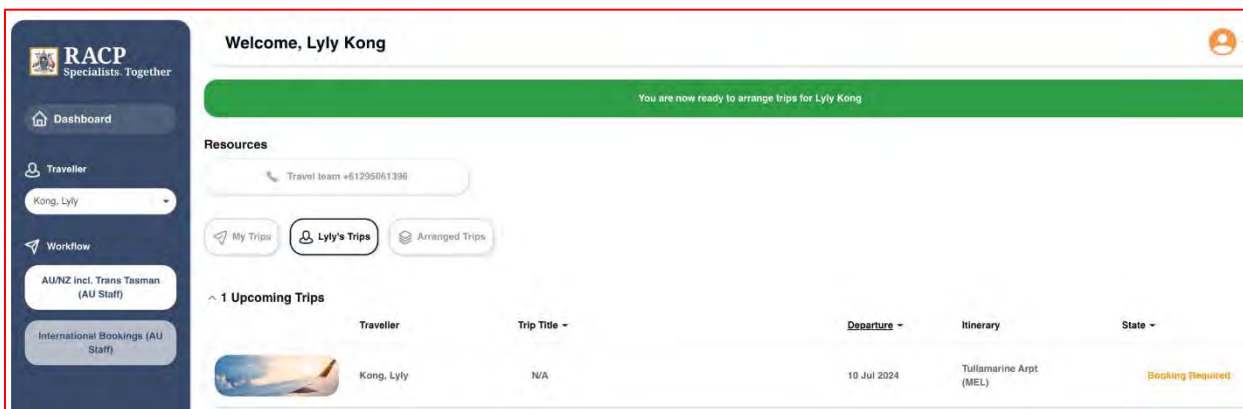 RACP
Specialists. Together
Dashboard
Traveller
Kong, Lyly
Workflow
AU/NZ incl. Trans Tasman
(AU Staff)
International Bookings (AU
Staff)
Welcome, Lyly Kong
You are now ready to arrange trips for Lyly Kong
Resources
Travel team +61295061396
My Trips
Lyly's Trips
Arranged Trips
1 Upcoming Trips
Traveller Trip Title Departure Itinerary State
Kong, Lyly N/A 10 Jul 2024 Tullamarine Arpt
(MEL) Booking Required